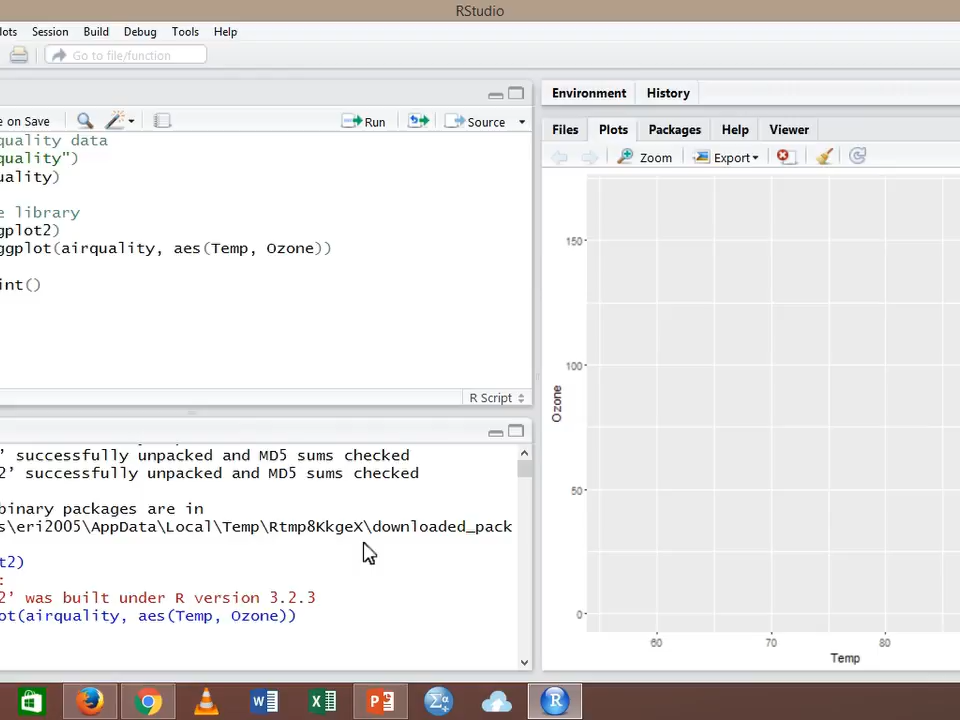 RStudio
lots Session Build Debug Tools Help
Go to file/function
Environment History
e on Save Run Source
Files Plots Packages Help Viewer
Zoom Export
quality data
quality")
uality)
e library
gplot2)
ggplot(airquality, aes(Temp, Ozone))
int()
R Script
’ successfully unpacked and MD5 sums checked
2’ successfully unpacked and MD5 sums checked
binary packages are in
s\eri2005\AppData\Local\Temp\Rtmp8KkgeX\downloaded_pack
t2)
:
2’ was built under R version 3.2.3
ot(airquality, aes(Temp, Ozone))
150
100
50
0
Ozone
60 70 80
Temp